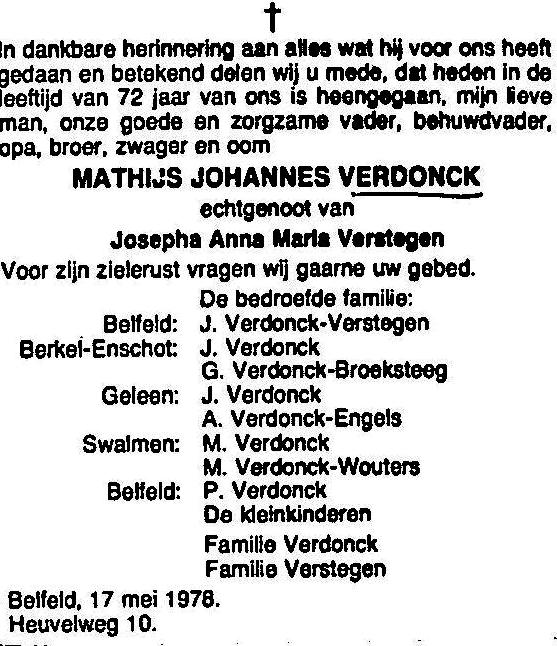 In dankbare herinnering aan alles wat hij voor ons heeft
gedaan en betekend delen wij u mede, dat heden in de
leeftijd van 72 jaar van ons is heengegaan, mijn lieve
man, onze goede en zorgzame vader, behuwdvader,
opa, broer, zwager en oom
MATHIJS JOHANNES VERDONCK
echtgenoot van
Josepha Anna Maria Verstegen
Voor zijn zielerust vragen wij gaarne uw gebed.
De bedroefde familie:
Belfeld: J. Verdonck-Verstegen
Berkel-Enschot: J. Verdonck
G. Verdonck-Broeksteeg
Geleen: J. Verdonck
A. Verdonck-Engels
Swalmen: M. Verdonck
M. Verdonck-Wouters
Belfeld: P. Verdonck
De kleinkinderen
Familie Verdonck
Familie Verstegen
Belfeld, 17 mei 1978.
Heuvelweg 10.